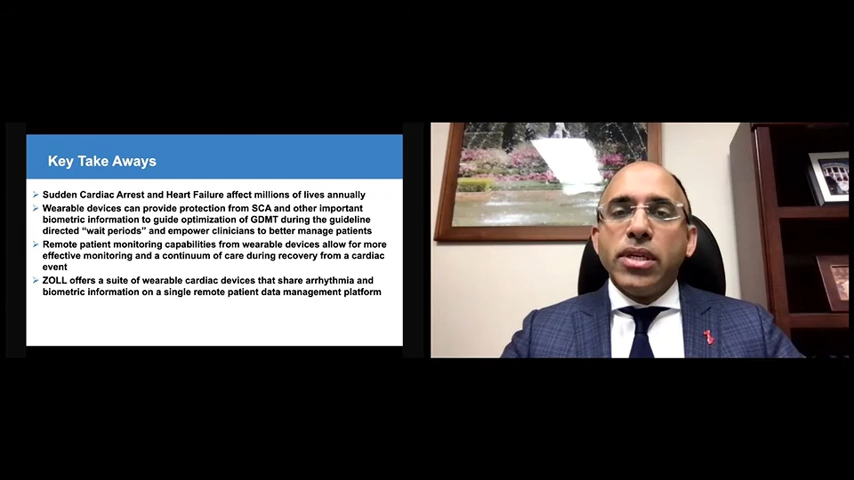 Key Take Aways
Sudden Cardiac Arrest and Heart Failure affect millions of lives annually
Wearable devices can provide protection from SCA and other important
biometric information to guide optimization of GDMT during the guideline
directed “wait periods” and empower clinicians to better manage patients
Remote patient monitoring capabilities from wearable devices allow for more
effective monitoring and a continuum of care during recovery from a cardiac
event
ZOLL offers a suite of wearable cardiac devices that share arrhythmia and
biometric information on a single remote patient data management platform